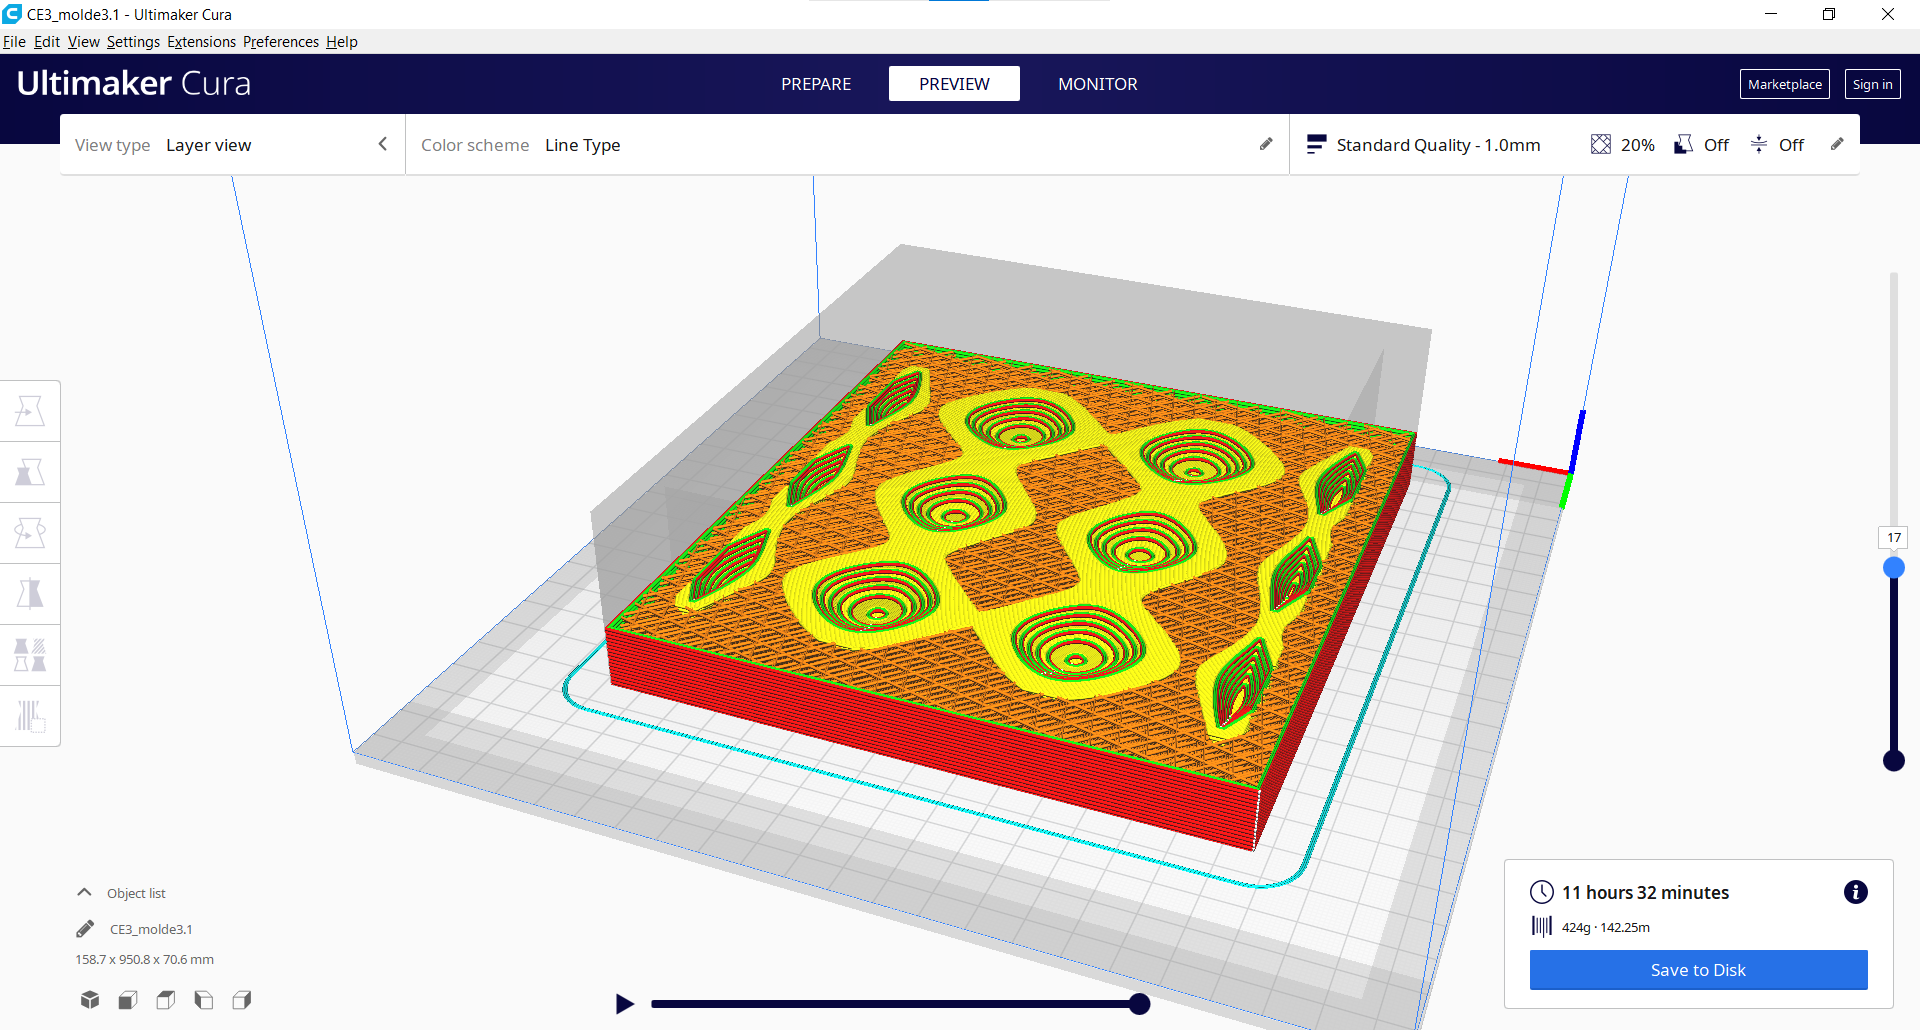 CE3_molde3.1 - Ultimaker Cura
File Edit View Settings Extensions Preferences Help
Ultimaker Cura
PREPARE PREVIEW MONITOR
Marketplace Sign in
View type Layer view Color scheme Line Type Standard Quality - 1.0mm 20% Off Off
17
Object list
CE3_molde3.1
158.7 x 950.8 x 70.6 mm
11 hours 32 minutes
424g · 142.25m
Save to Disk